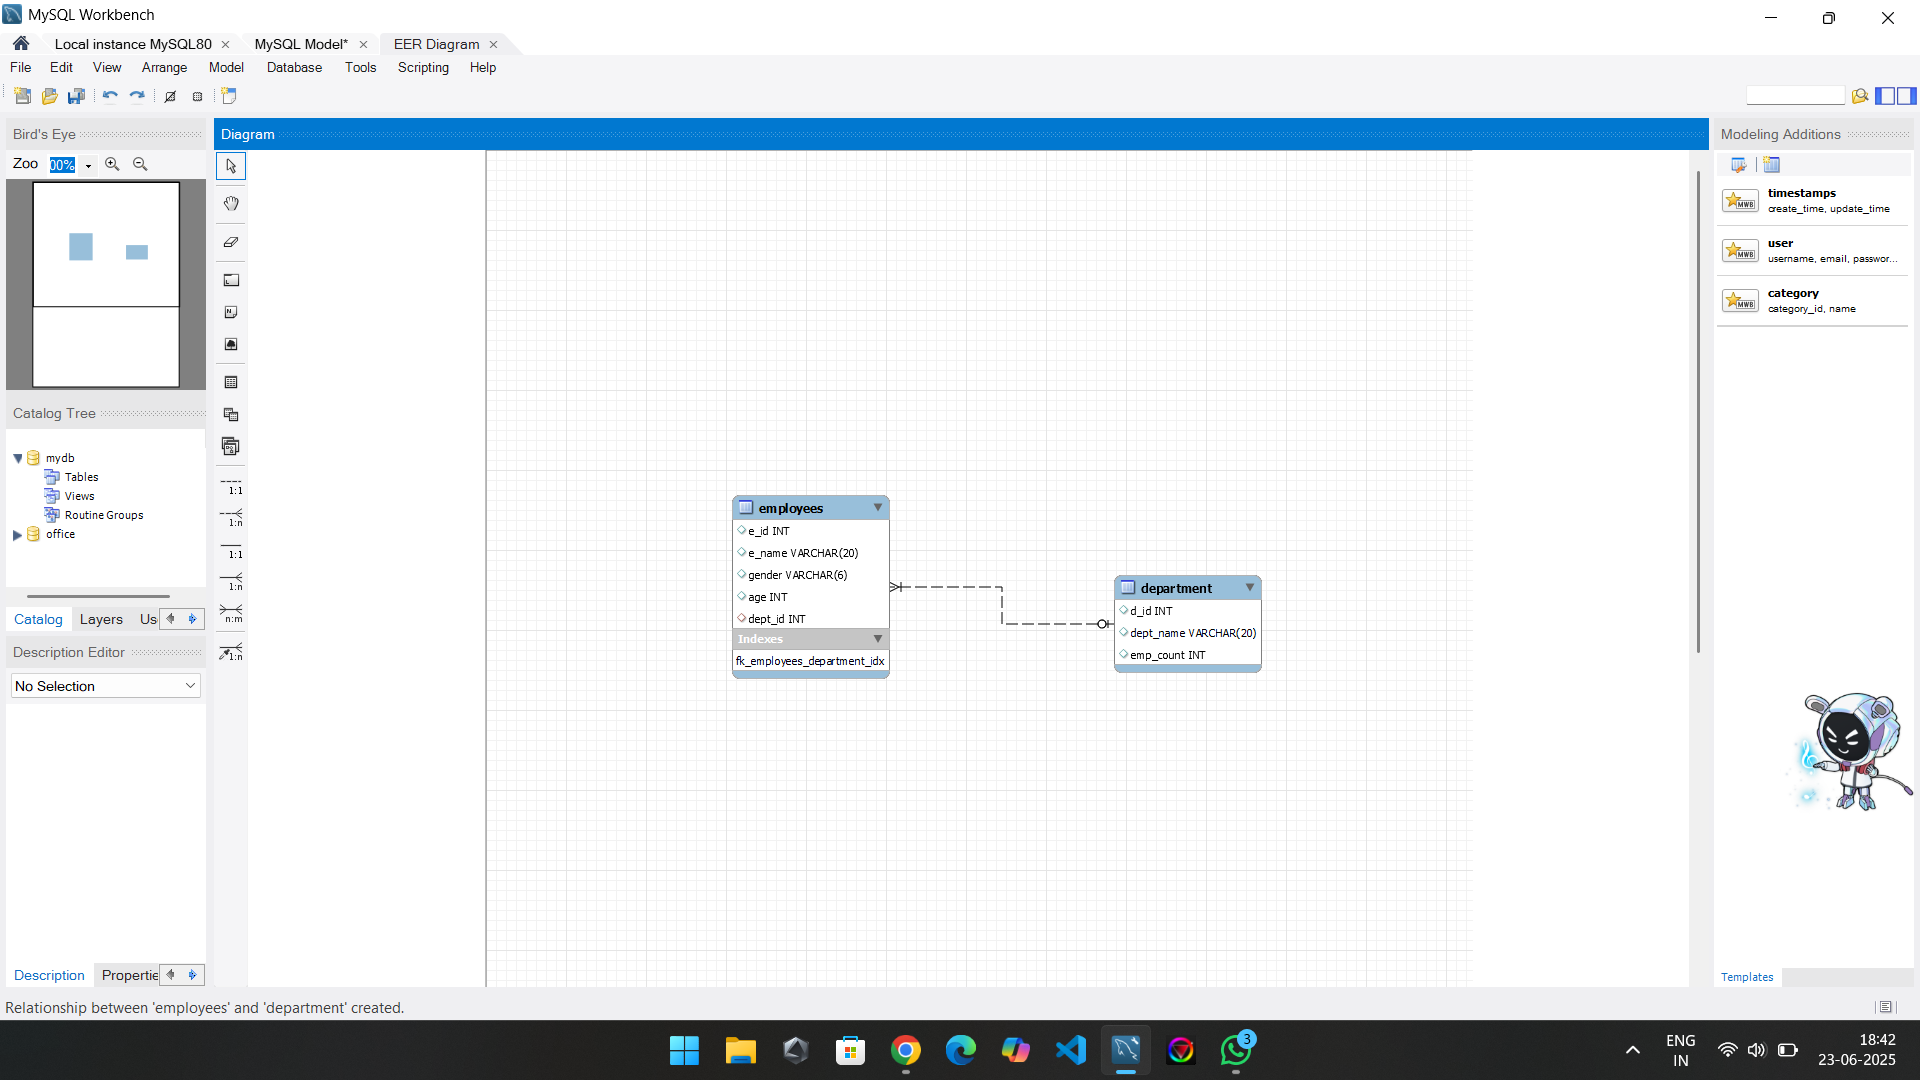 MySQL Workbench
Local instance MySQL80
MySQL Model*
EER Diagram
File Edit View Arrange Model Database Tools Scripting Help
Bird's Eye
Diagram
Modeling Additions
Zoo 00%
timestamps
create_time, update_time
user
username, email, passwor...
category
category_id, name
Catalog Tree
mydb
Tables
Views
Routine Groups
office
1:1
1:n
1:1
1:n
n:m
1:n
employees
e_id INT
e_name VARCHAR(20)
gender VARCHAR(6)
age INT
dept_id INT
Indexes
fk_employees_department_idx
department
d_id INT
dept_name VARCHAR(20)
emp_count INT
Catalog Layers Us
Description Editor
No Selection
Description Propertie
Templates
Relationship between 'employees' and 'department' created.
3
ENG
IN
18:42
23-06-2025